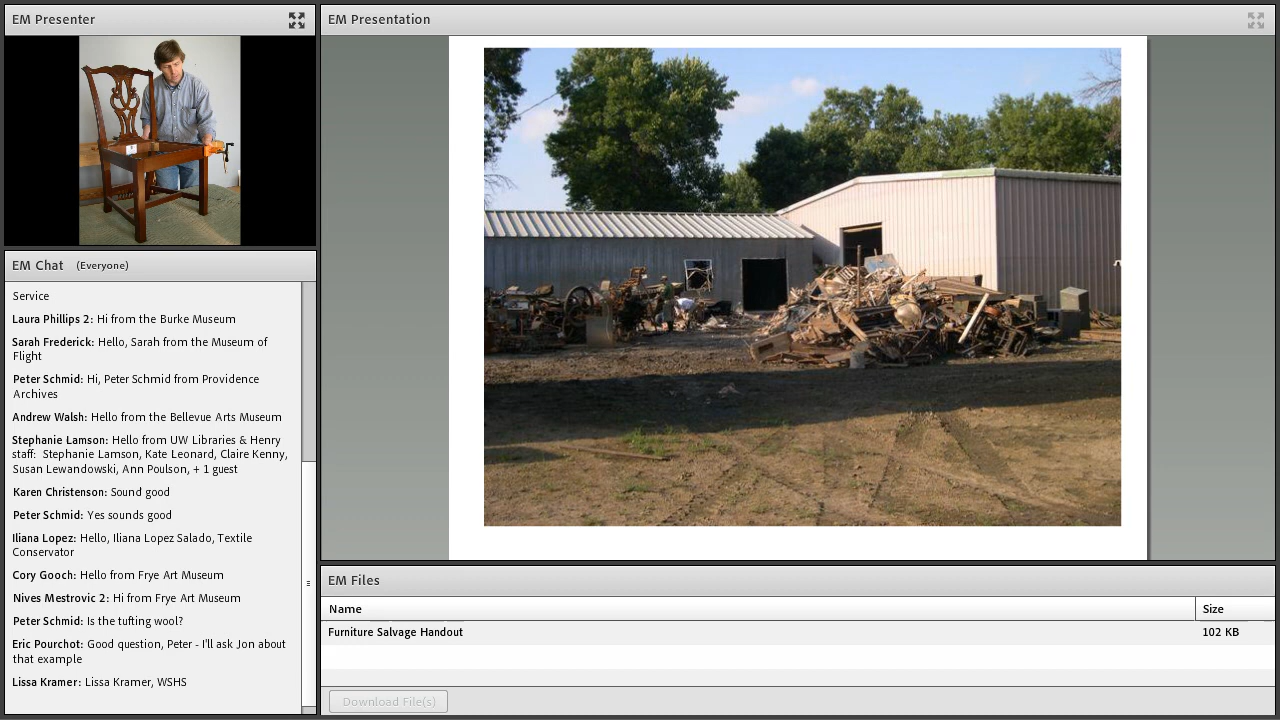 EM Presenter
EM Presentation
EM Chat (Everyone)
Service
Laura Phillips 2: Hi from the Burke Museum
Sarah Frederick: Hello, Sarah from the Museum of
Flight
Peter Schmid: Hi, Peter Schmid from Providence
Archives
Andrew Walsh: Hello from the Bellevue Arts Museum
Stephanie Lamson: Hello from UW Libraries & Henry
staff: Stephanie Lamson, Kate Leonard, Claire Kenny,
Susan Lewandowski, Ann Poulson, + 1 guest
Karen Christenson: Sound good
Peter Schmid: Yes sounds good
Iliana Lopez: Hello, Iliana Lopez Salado, Textile
Conservator
Cory Gooch: Hello from Frye Art Museum
Nives Mestrovic 2: Hi from Frye Art Museum
Peter Schmid: Is the tufting wool?
Eric Pourchot: Good question, Peter - I'll ask Jon about
that example
Lissa Kramer: Lissa Kramer, WSHS
EM Files
Name Size
Furniture Salvage Handout 102 KB
Download File(s)